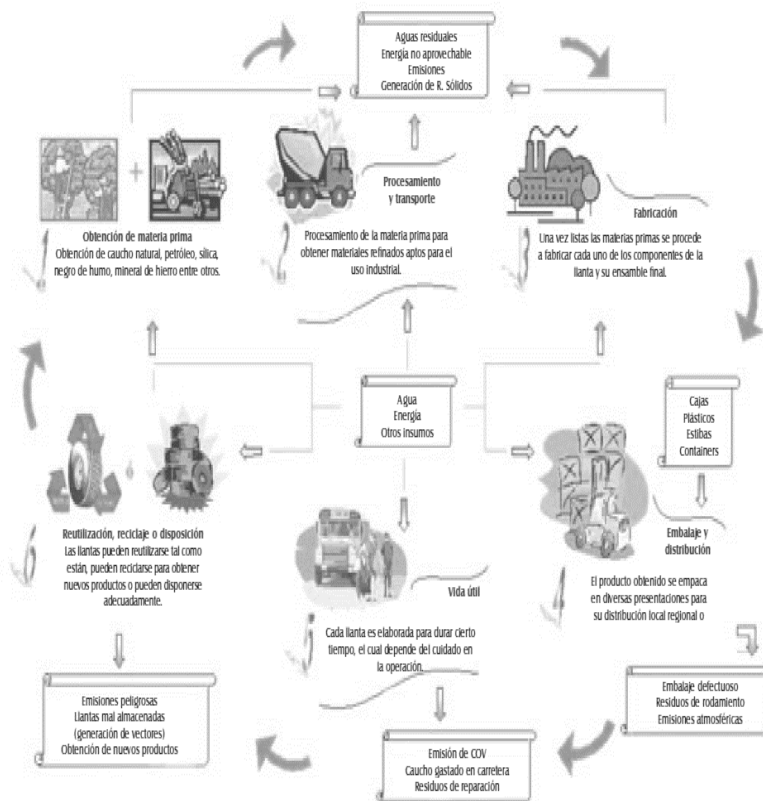 Aguas residuales
Energía no aprovechable
Emisiones
Generación de R. Sólidos
1
Obtención de materia prima
Obtención de caucho natural, petróleo, sílica,
negro de humo, mineral de hierro entre otros.
2
Procesamiento
y transporte
Procesamiento de la materia prima para
obtener materiales refinados aptos para el
uso industrial.
3
Fabricación
Una vez listas las materias primas se procede
a fabricar cada uno de los componentes de la
llanta y su ensamble final.
Agua
Energía
Otros insumos
Cajas
Plásticos
Estibas
Containers
4
Embalaje y
distribución
El producto obtenido se empaca
en diversas presentaciones para
su distribución local regional o
Embalaje defectuoso
Residuos de rodamiento
Emisiones atmosféricas
5
Vida útil
Cada llanta es elaborada para durar cierto
tiempo, el cual depende del cuidado en
la operación.
Emisión de COV
Caucho gastado en carretera
Residuos de reparación
6
Reutilización, reciclaje o disposición
Las llantas pueden reutilizarse tal como
están, pueden reciclarse para obtener
nuevos productos o pueden disponerse
adecuadamente.
Emisiones peligrosas
Llantas mal almacenadas
(generación de vectores)
Obtención de nuevos productos